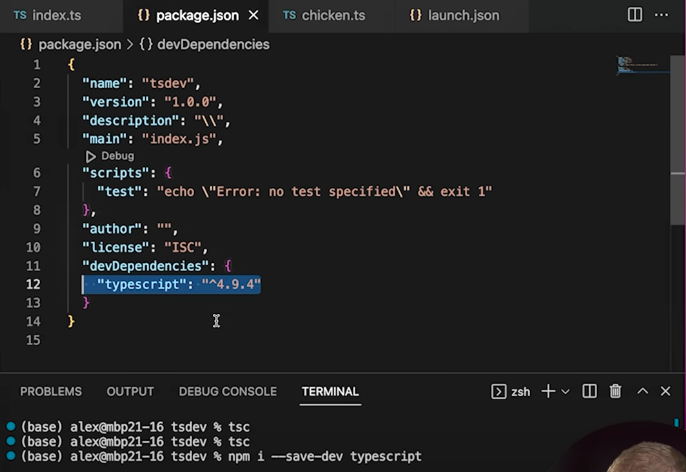 TS index.ts {} package.json TS chicken.ts {} launch.json
{} package.json > {} devDependencies
1 {
2 "name": "tsdev",
3 "version": "1.0.0",
4 "description": "\\",
5 "main": "index.js",
Debug
6 "scripts": {
7 "test": "echo \"Error: no test specified\" && exit 1"
8 },
9 "author": "",
10 "license": "ISC",
11 "devDependencies": {
12 "typescript": "^4.9.4"
13 }
14 }
15
PROBLEMS OUTPUT DEBUG CONSOLE TERMINAL zsh
(base) alex@mbp21-16 tsdev % tsc
(base) alex@mbp21-16 tsdev % tsc
(base) alex@mbp21-16 tsdev % npm i --save-dev typescript